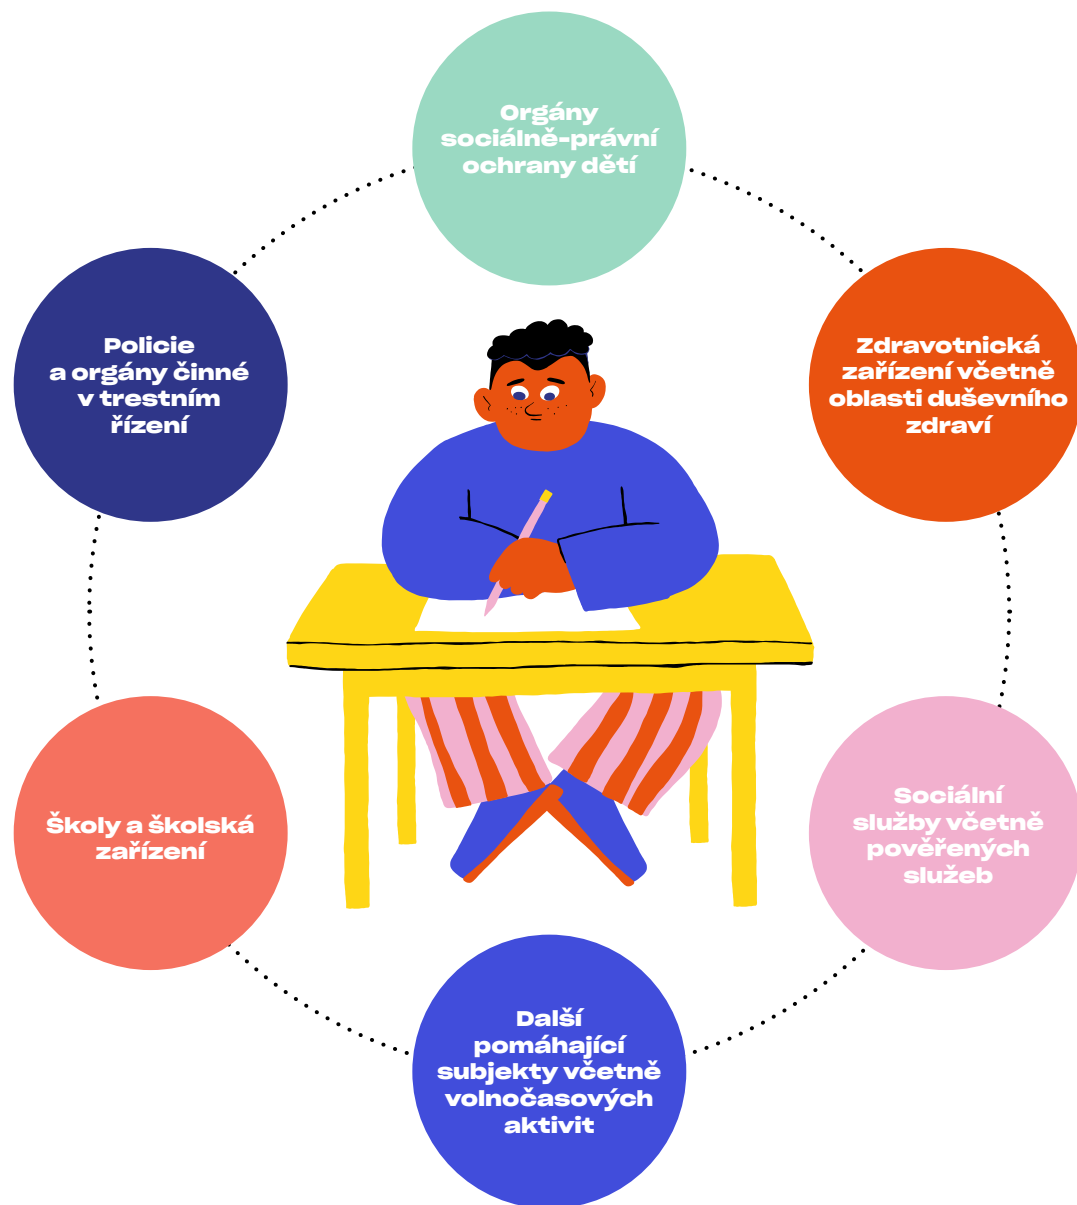 Orgány
sociálně-právní
ochrany dětí
Policie
a orgány činné
v trestním
řízení
Zdravotnická
zařízení včetně
oblasti duševního
zdraví
Školy a školská
zařízení
Sociální
služby včetně
pověřených
služeb
Další
pomáhající
subjekty včetně
volnočasových
aktivit